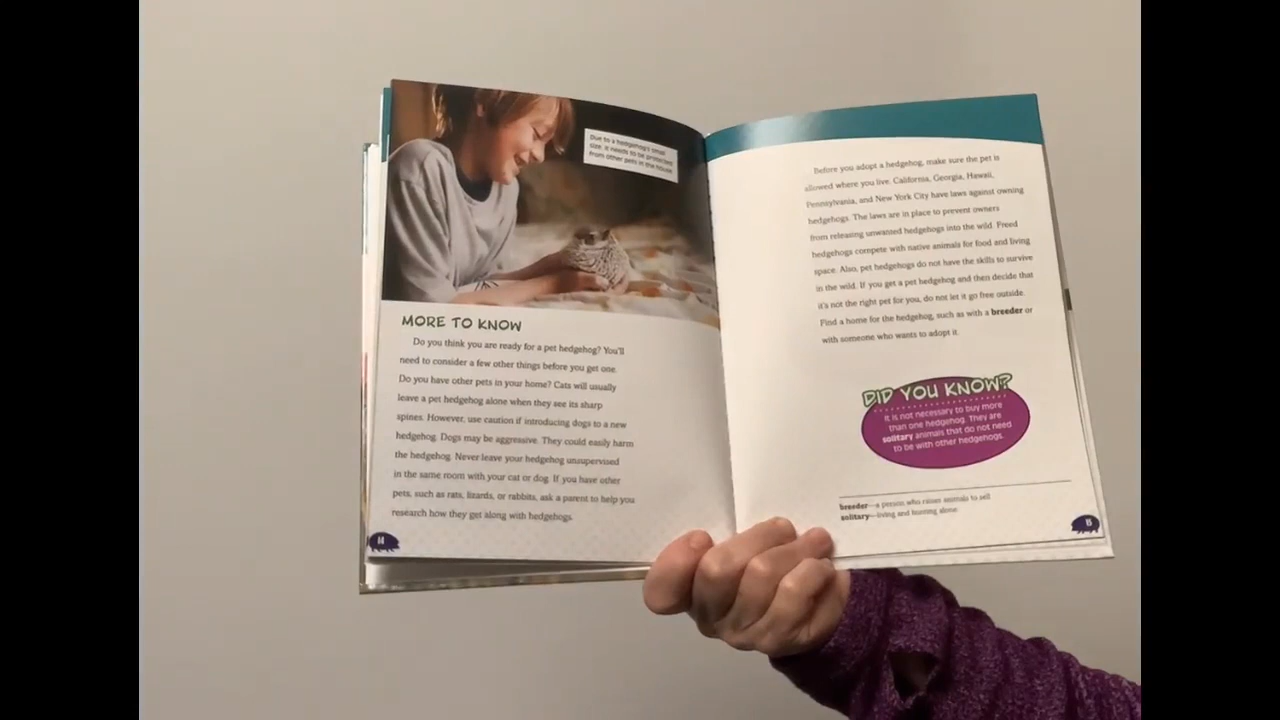 Due to a hedgehog's small
size, it needs to be protected
from other pets in the house.
MORE TO KNOW
Do you think you are ready for a pet hedgehog? You'll
need to consider a few other things before you get one.
Do you have other pets in your home? Cats will usually
leave a pet hedgehog alone when they see its sharp
spines. However, use caution if introducing dogs to a new
hedgehog. Dogs may be aggressive. They could easily harm
the hedgehog. Never leave your hedgehog unsupervised
in the same room with your cat or dog. If you have other
pets, such as rats, lizards, or rabbits, ask a parent to help you
research how they get along with hedgehogs.
14
Before you adopt a hedgehog, make sure the pet is
allowed where you live. California, Georgia, Hawaii,
Pennsylvania, and New York City have laws against owning
hedgehogs. The laws are in place to prevent owners
from releasing unwanted hedgehogs into the wild. Freed
hedgehogs compete with native animals for food and living
space. Also, pet hedgehogs do not have the skills to survive
in the wild. If you get a pet hedgehog and then decide that
it's not the right pet for you, do not let it go free outside.
Find a home for the hedgehog, such as with a breeder or
with someone who wants to adopt it.
DID YOU KNOW?
It is not necessary to buy more
than one hedgehog. They are
solitary animals that do not need
to be with other hedgehogs.
breeder—a person who raises animals to sell
solitary—living and hunting alone
15